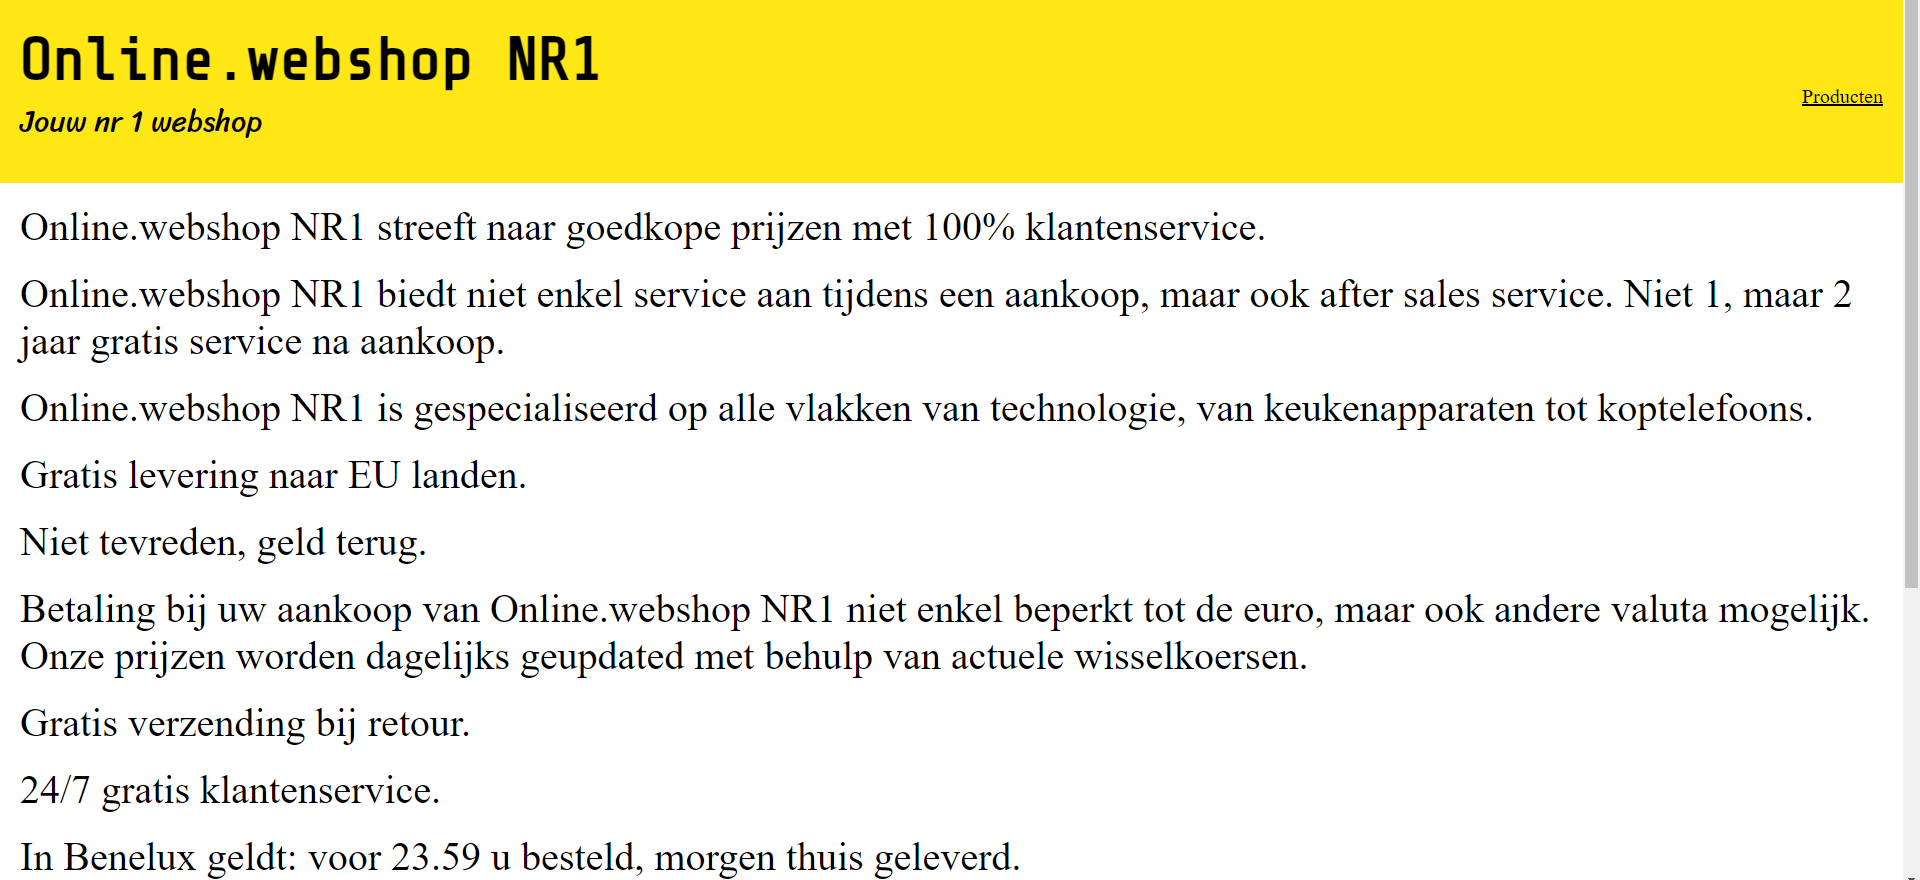 Online.webshop NR1
Jouw nr 1 webshop
Producten
Online.webshop NR1 streeft naar goedkope prijzen met 100% klantenservice.
Online.webshop NR1 biedt niet enkel service aan tijdens een aankoop, maar ook after sales service. Niet 1, maar 2
jaar gratis service na aankoop.
Online.webshop NR1 is gespecialiseerd op alle vlakken van technologie, van keukenapparaten tot koptelefoons.
Gratis levering naar EU landen.
Niet tevreden, geld terug.
Betaling bij uw aankoop van Online.webshop NR1 niet enkel beperkt tot de euro, maar ook andere valuta mogelijk.
Onze prijzen worden dagelijks geupdated met behulp van actuele wisselkoersen.
Gratis verzending bij retour.
24/7 gratis klantenservice.
In Benelux geldt: voor 23.59 u besteld, morgen thuis geleverd.